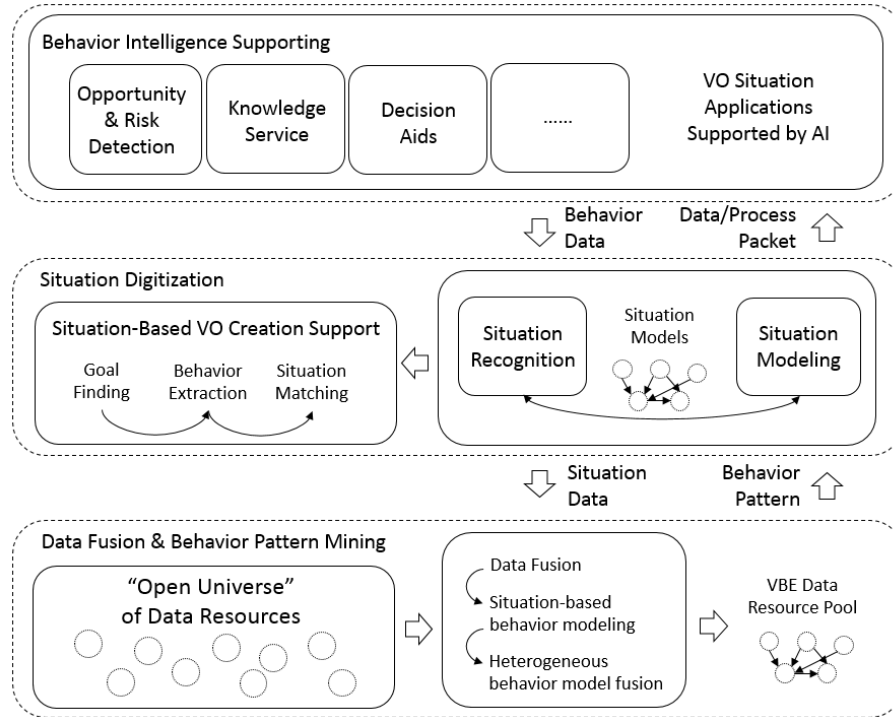 Behavior Intelligence Supporting
Opportunity
& Risk
Detection
Knowledge
Service
Decision
Aids
......
VO Situation
Applications
Supported by AI
Behavior
Data
Data/Process
Packet
Situation Digitization
Situation-Based VO Creation Support
Goal
Finding
Behavior
Extraction
Situation
Matching
Situation
Recognition
Situation
Models
Situation
Modeling
Situation
Data
Behavior
Pattern
Data Fusion & Behavior Pattern Mining
“Open Universe”
of Data Resources
Data Fusion
Situation-based
behavior modeling
Heterogeneous
behavior model fusion
VBE Data
Resource Pool